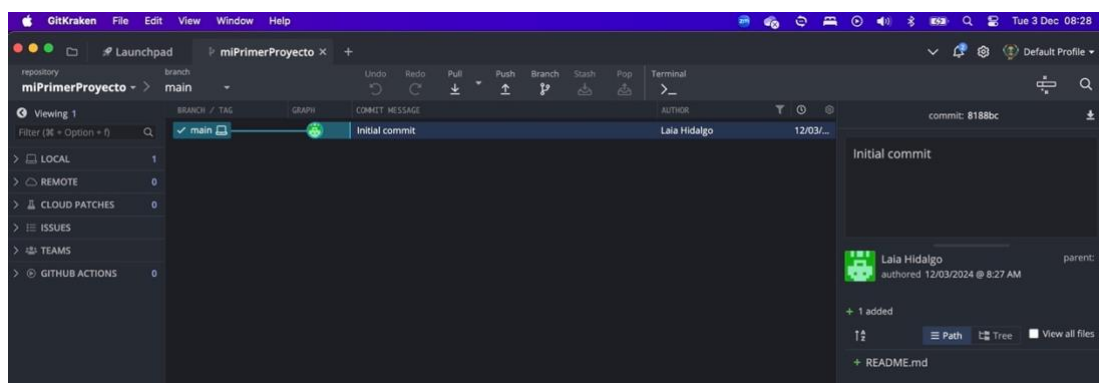 GitKraken File Edit View Window Help Tue 3 Dec 08:28
Launchpad miPrimerProyecto × + Default Profile
repository branch Undo Redo Pull Push Branch Stash Pop Terminal
miPrimerProyecto main
Viewing 1 BRANCH / TAG GRAPH COMMIT MESSAGE AUTHOR commit: 8188bc
Filter (⌘ + Option + f) main Initial commit Laia Hidalgo 12/03/...
Initial commit
LOCAL 1
REMOTE 0
CLOUD PATCHES 0
ISSUES
TEAMS
GITHUB ACTIONS 0
Laia Hidalgo parent:
authored 12/03/2024 @ 8:27 AM
+ 1 added
Path Tree View all files
+ README.md